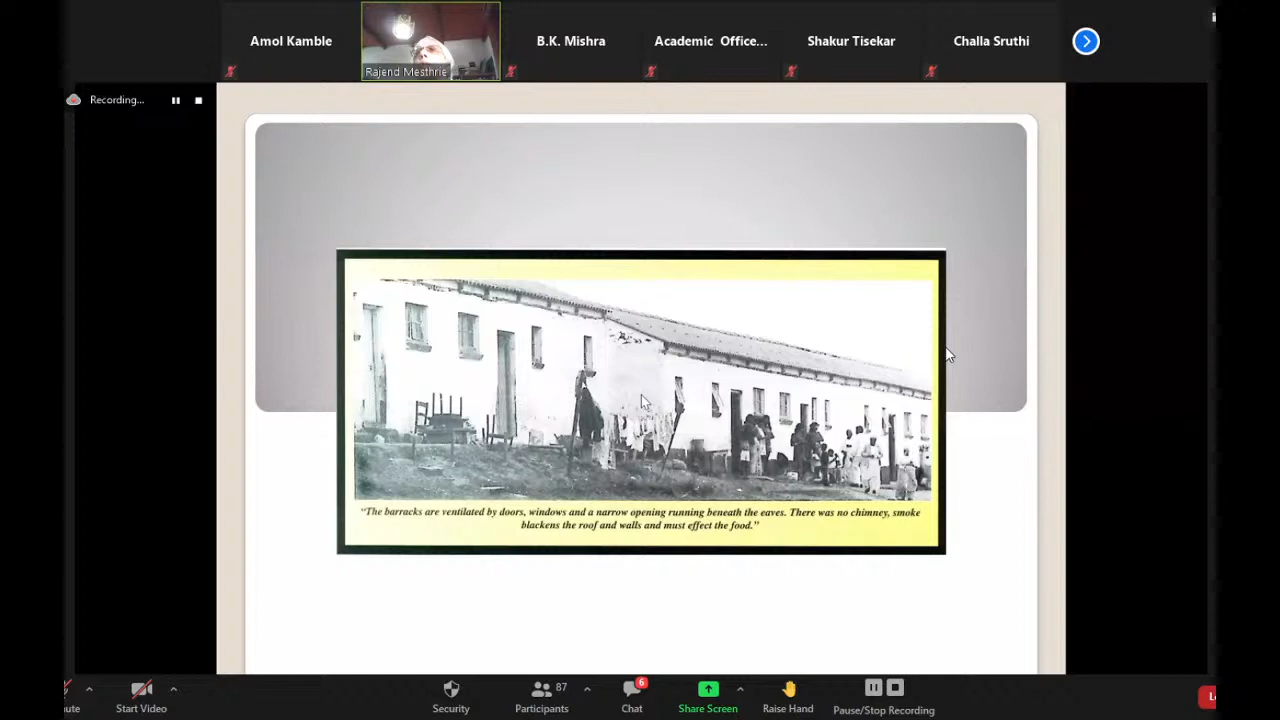 Amol Kamble
Rajend Mesthrie
B.K. Mishra
Academic Office...
Shakur Tisekar
Challa Sruthi
Recording...
“The barracks are ventilated by doors, windows and a narrow opening running beneath the eaves. There was no chimney, smoke
blackens the roof and walls and must effect the food.”
ute
Start Video
Security
87
Participants
6
Chat
Share Screen
Raise Hand
Pause/Stop Recording